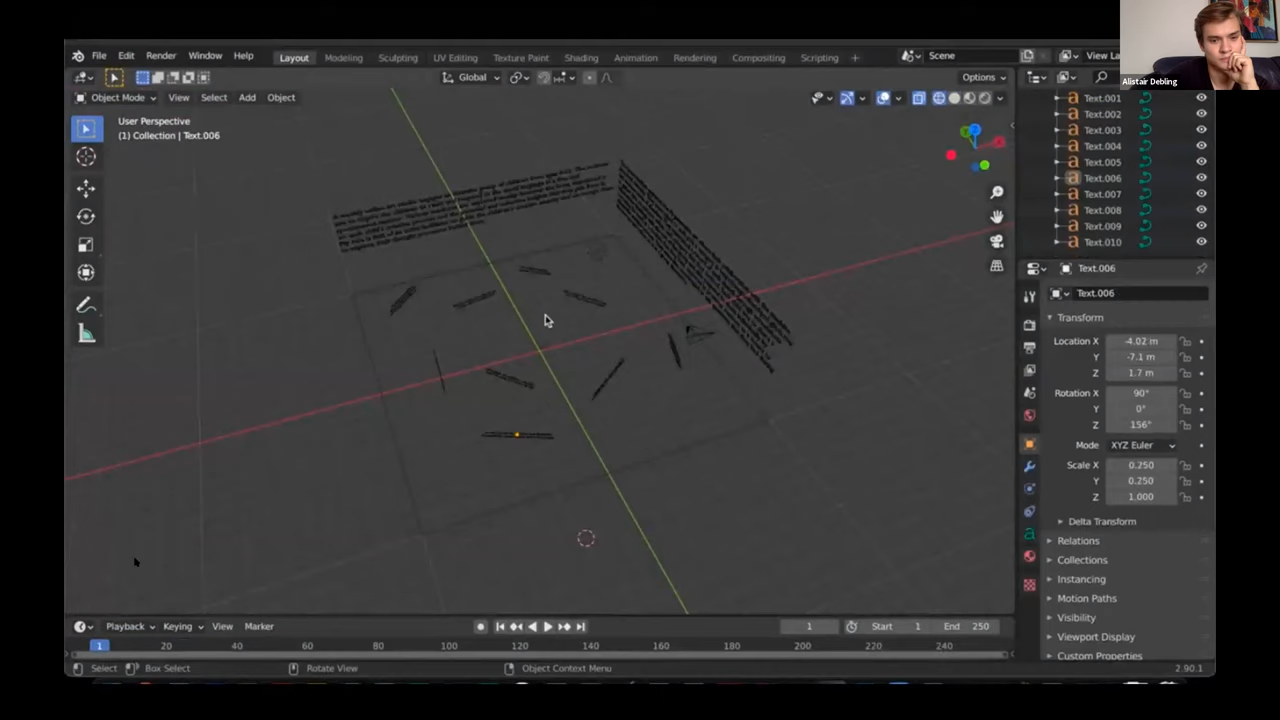 File Edit Render Window Help Layout Modeling Sculpting UV Editing Texture Paint Shading Animation Rendering Compositing Scripting + Scene View La
Alistair Debling
Global Options
Object Mode View Select Add Object
User Perspective
(1) Collection | Text.006
Text.001
Text.002
Text.003
Text.004
Text.005
Text.006
Text.007
Text.008
Text.009
Text.010
Text.006
Text.006
Transform
Location X -4.02 m
Y -7.1 m
Z 1.7 m
Rotation X 90°
Y 0°
Z 156°
Mode XYZ Euler
Scale X 0.250
Y 0.250
Z 1.000
Delta Transform
Relations
Collections
Instancing
Motion Paths
Visibility
Viewport Display
Custom Properties
Playback Keying View Marker 1 Start 1 End 250
1 20 40 60 80 100 120 140 160 180 200 220 240
Select Box Select Rotate View Object Context Menu 2.90.1